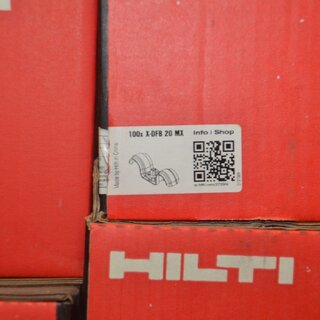 100x X-DFB 20 MX
Info | Shop
Made by Hilti in China
HILTI